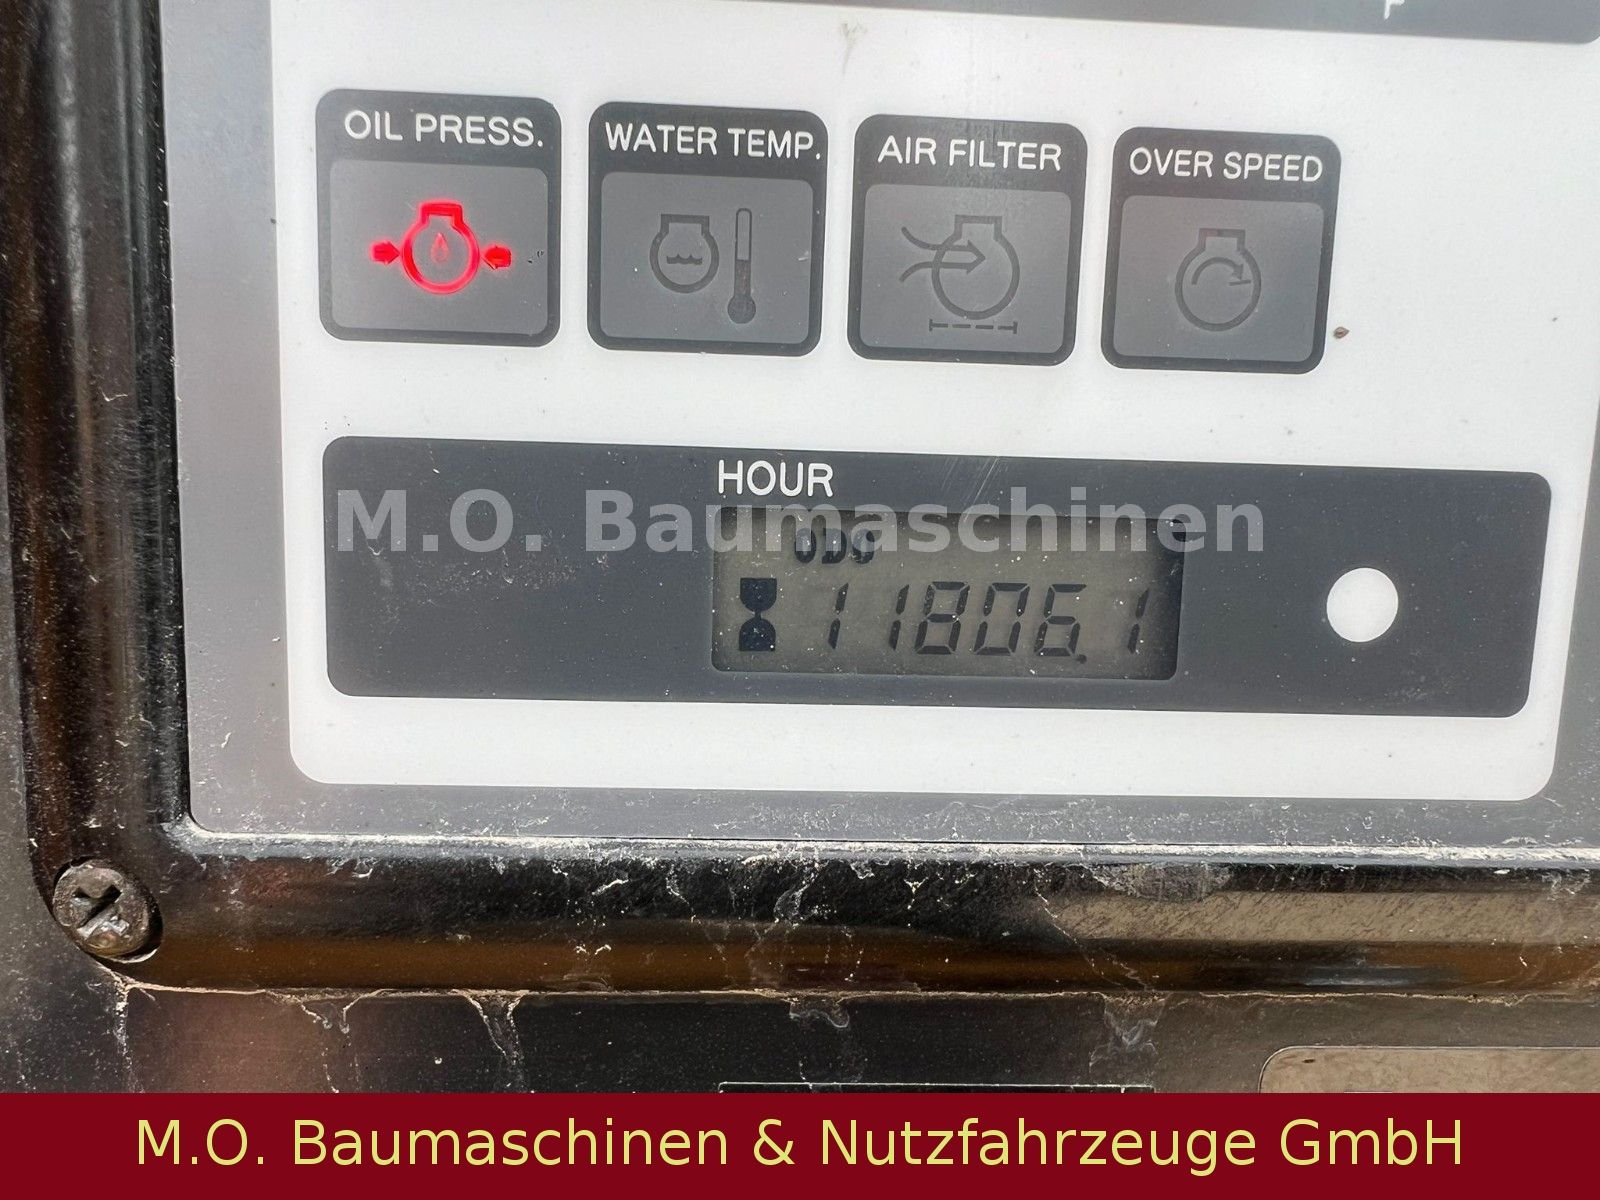 F
OIL PRESS.
WATER TEMP.
AIR FILTER
OVER SPEED
HOUR
M.O. Baumaschinen
11806.1
M.O. Baumaschinen & Nutzfahrzeuge GmbH